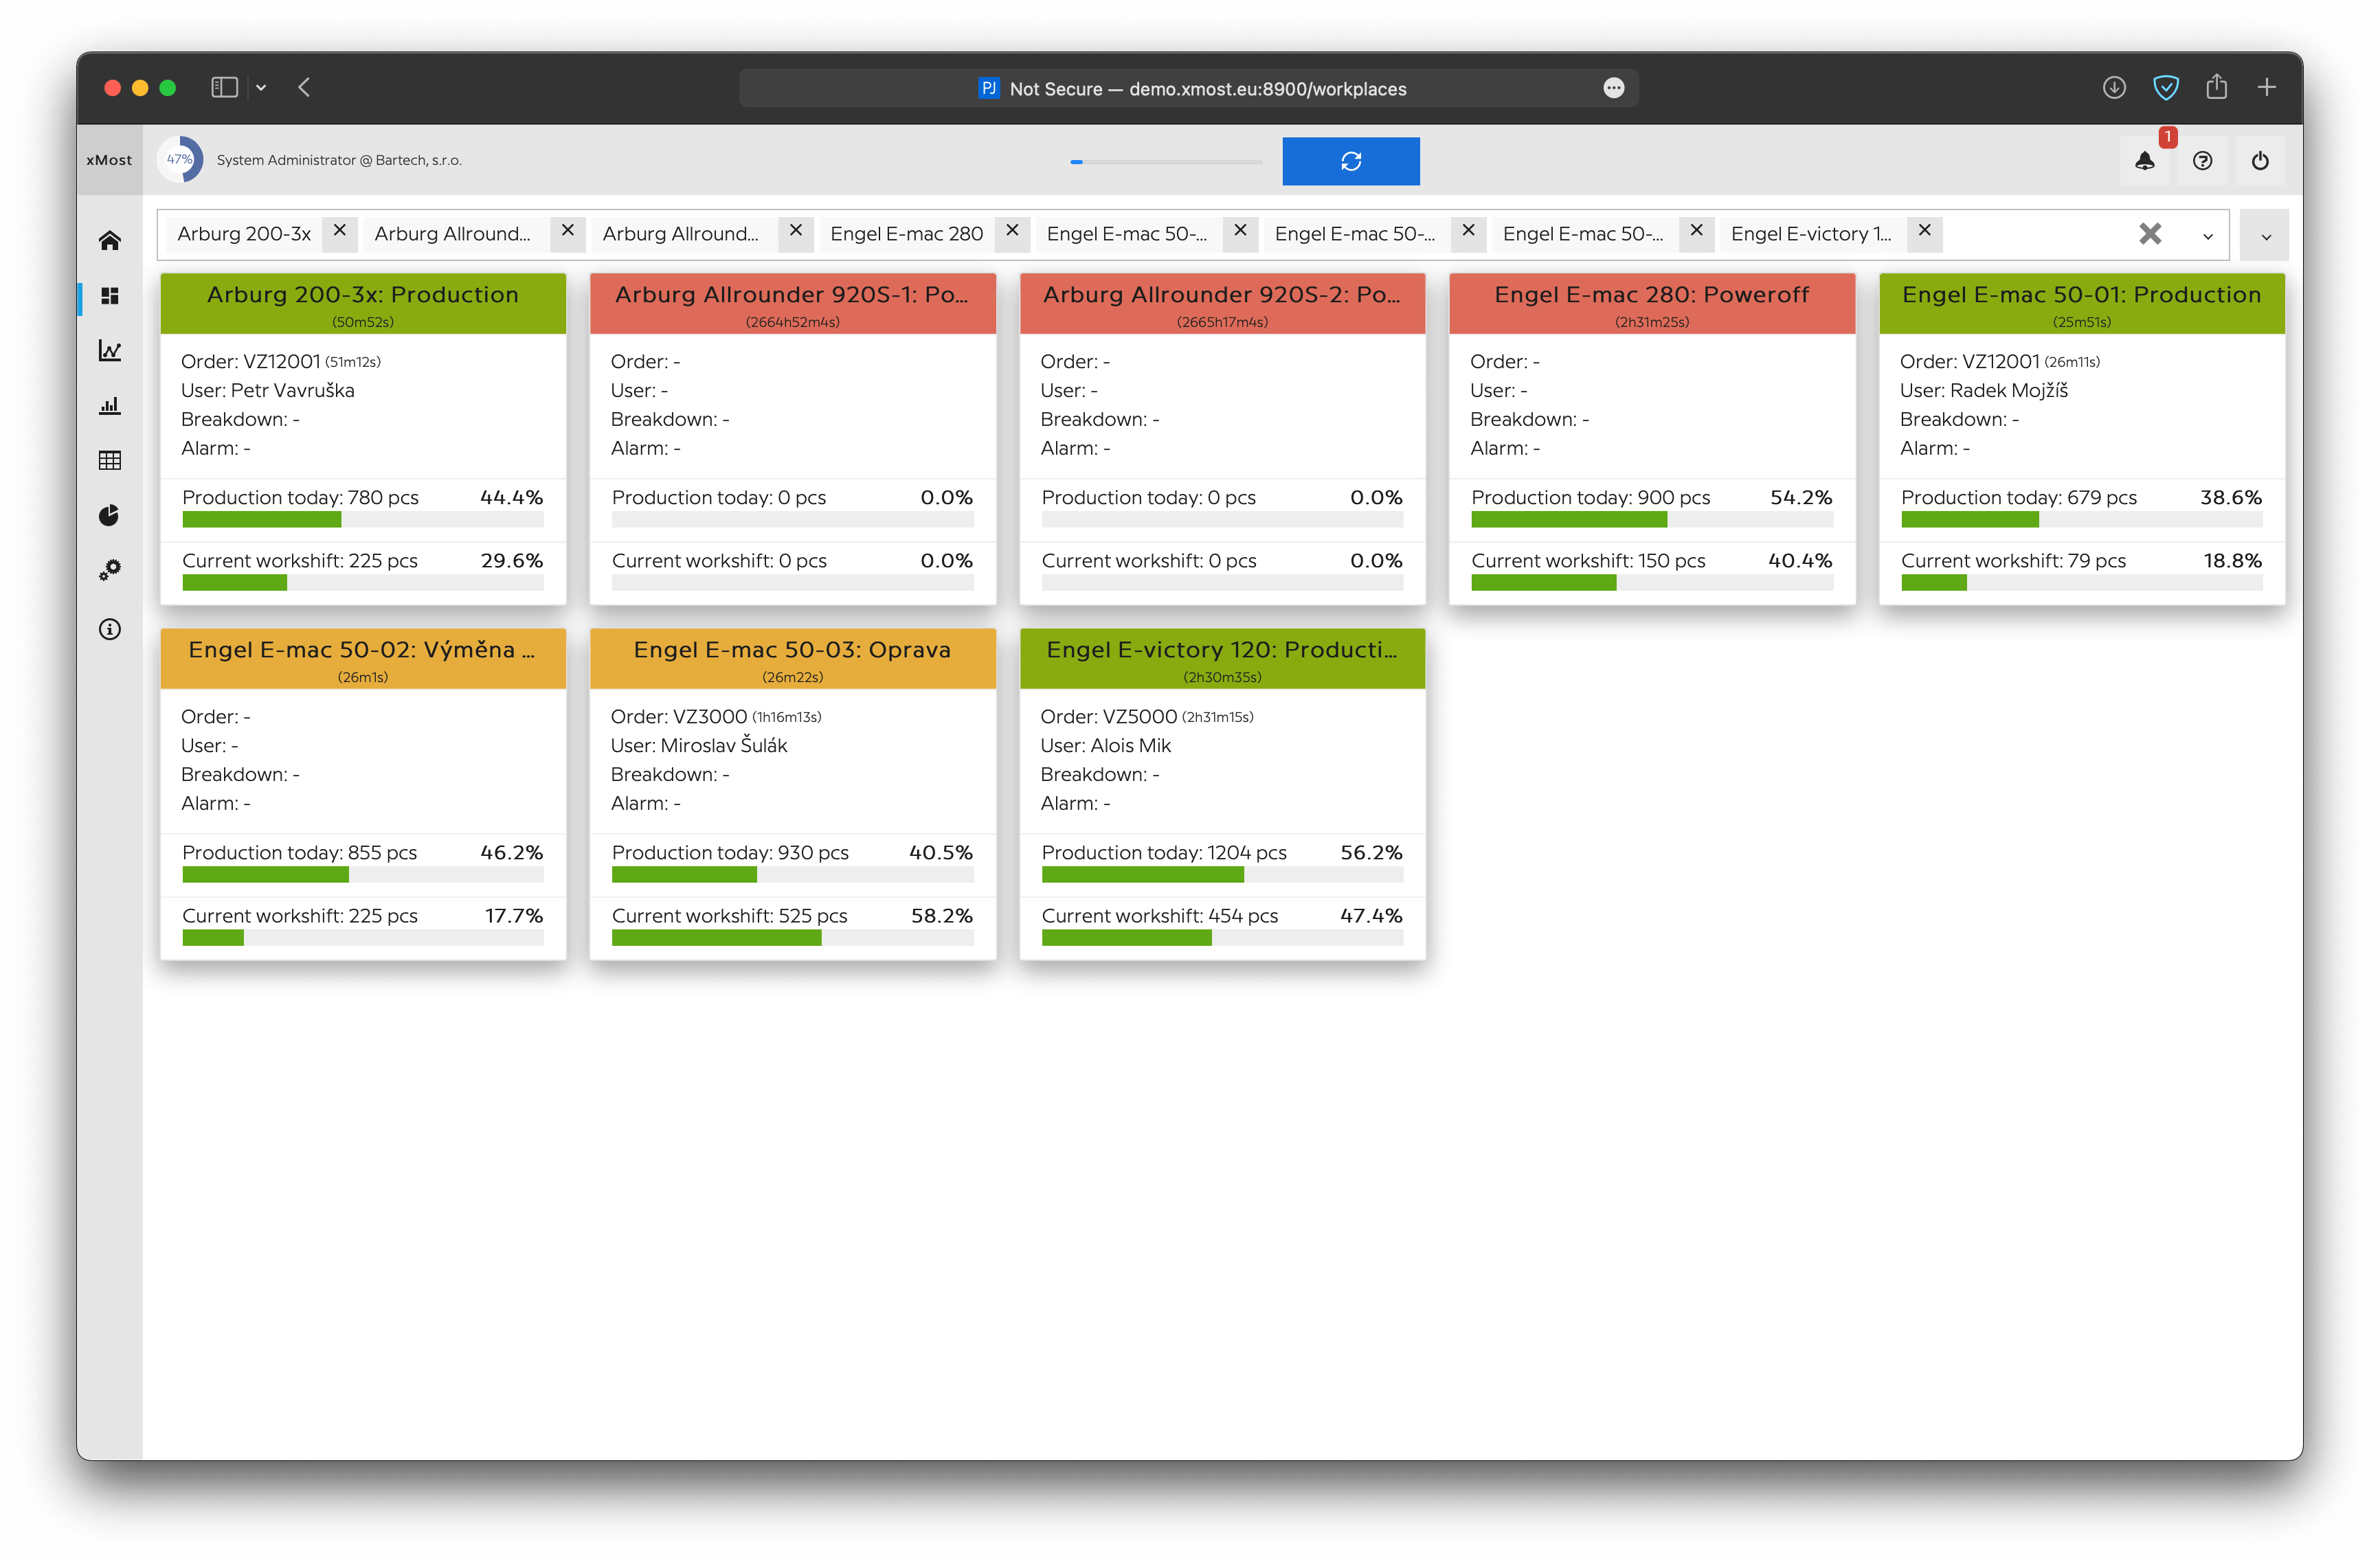 PJ Not Secure — demo.xmost.eu:8900/workplaces
xMost 47% System Administrator @ Bartech, s.r.o. 1
Arburg 200-3x Arburg Allround... Arburg Allround... Engel E-mac 280 Engel E-mac 50-... Engel E-mac 50-... Engel E-mac 50-... Engel E-victory 1...
Arburg 200-3x: Production
(50m52s)
Order: VZ12001 (51m12s)
User: Petr Vavruška
Breakdown: -
Alarm: -
Production today: 780 pcs 44.4%
Current workshift: 225 pcs 29.6%
Arburg Allrounder 920S-1: Po...
(2664h52m4s)
Order: -
User: -
Breakdown: -
Alarm: -
Production today: 0 pcs 0.0%
Current workshift: 0 pcs 0.0%
Arburg Allrounder 920S-2: Po...
(2665h17m4s)
Order: -
User: -
Breakdown: -
Alarm: -
Production today: 0 pcs 0.0%
Current workshift: 0 pcs 0.0%
Engel E-mac 280: Poweroff
(2h31m25s)
Order: -
User: -
Breakdown: -
Alarm: -
Production today: 900 pcs 54.2%
Current workshift: 150 pcs 40.4%
Engel E-mac 50-01: Production
(25m51s)
Order: VZ12001 (26m11s)
User: Radek Mojžíš
Breakdown: -
Alarm: -
Production today: 679 pcs 38.6%
Current workshift: 79 pcs 18.8%
Engel E-mac 50-02: Výměna ...
(26m1s)
Order: -
User: -
Breakdown: -
Alarm: -
Production today: 855 pcs 46.2%
Current workshift: 225 pcs 17.7%
Engel E-mac 50-03: Oprava
(26m22s)
Order: VZ3000 (1h16m13s)
User: Miroslav Šulák
Breakdown: -
Alarm: -
Production today: 930 pcs 40.5%
Current workshift: 525 pcs 58.2%
Engel E-victory 120: Producti...
(2h30m35s)
Order: VZ5000 (2h31m15s)
User: Alois Mik
Breakdown: -
Alarm: -
Production today: 1204 pcs 56.2%
Current workshift: 454 pcs 47.4%